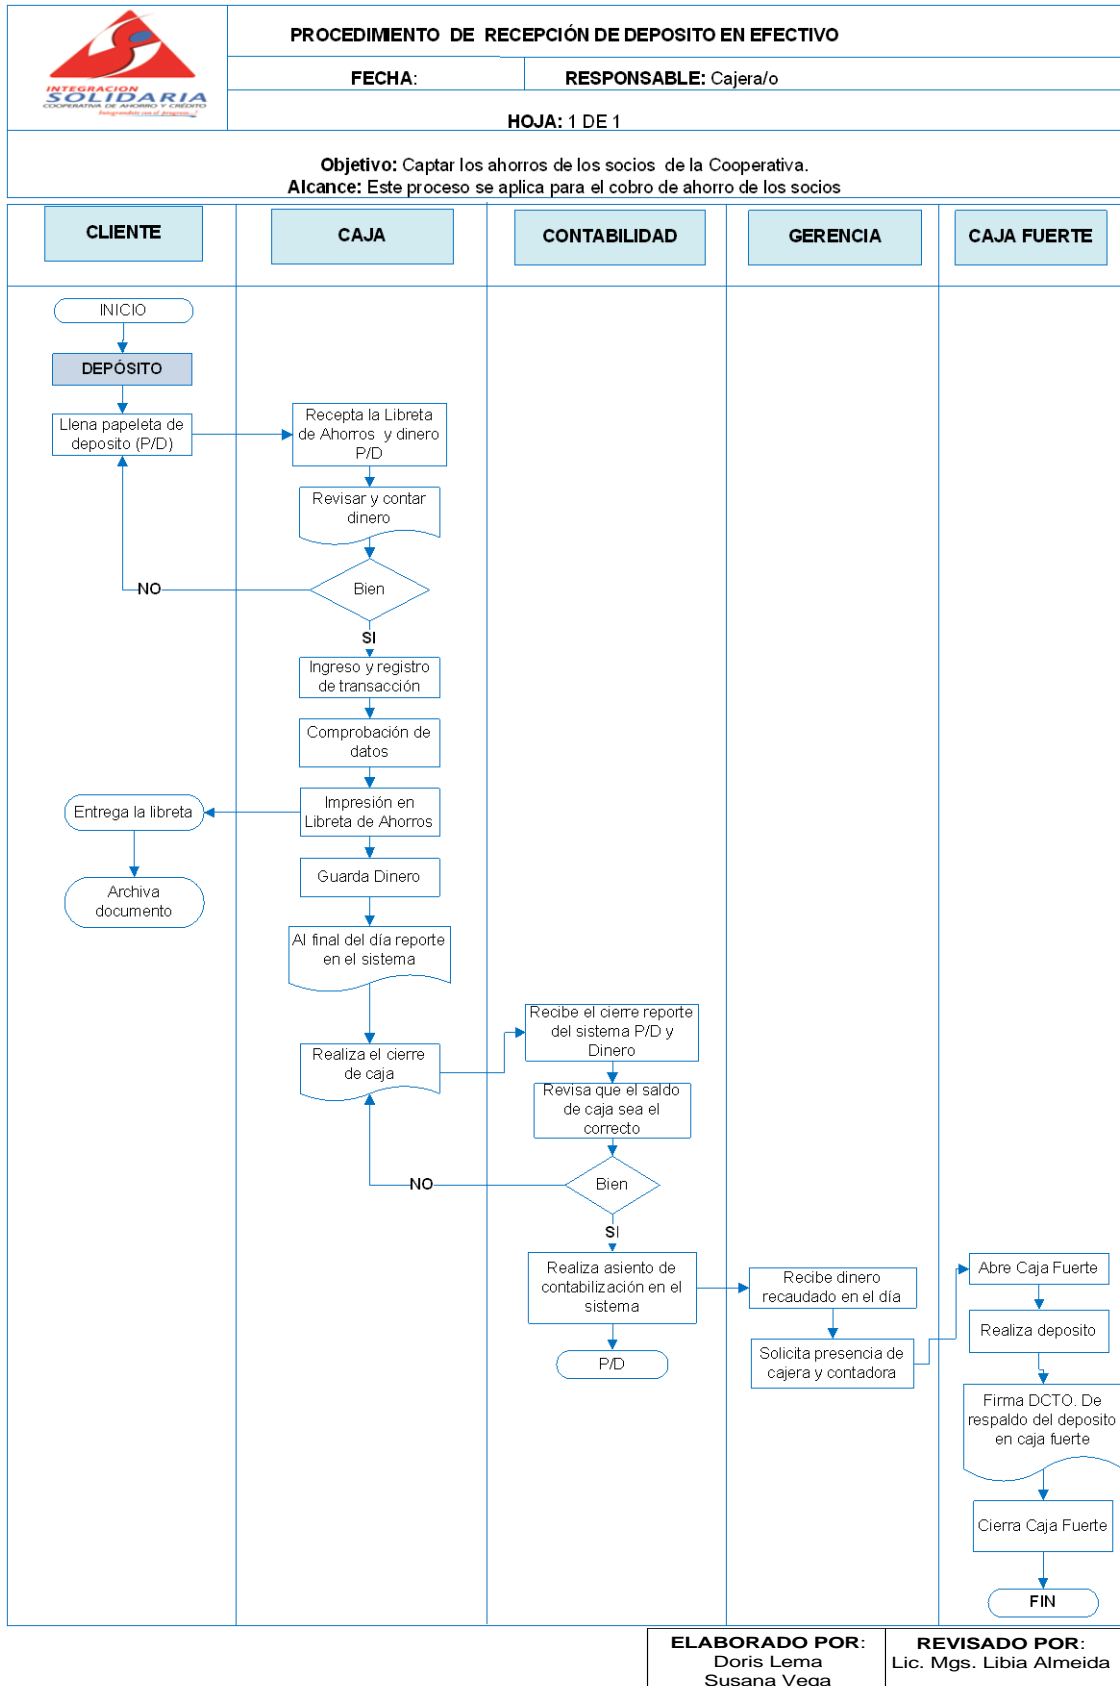 INTEGRACION
SOLIDARIA
COOPERATIVA DE AHORRO Y CRÉDITO
Integrandote con el progreso...!
PROCEDIMIENTO DE RECEPCIÓN DE DEPOSITO EN EFECTIVO
FECHA:
RESPONSABLE: Cajera/o
HOJA: 1 DE 1
Objetivo: Captar los ahorros de los socios de la Cooperativa.
Alcance: Este proceso se aplica para el cobro de ahorro de los socios
CLIENTE
CAJA
CONTABILIDAD
GERENCIA
CAJA FUERTE
INICIO
DEPÓSITO
Llena papeleta de
deposito (P/D)
Recepta la Libreta
de Ahorros y dinero
P/D
Revisar y contar
dinero
Bien
NO
SI
Ingreso y registro
de transacción
Comprobación de
datos
Impresión en
Libreta de Ahorros
Entrega la libreta
Archiva
documento
Guarda Dinero
Al final del día reporte
en el sistema
Realiza el cierre
de caja
Recibe el cierre reporte
del sistema P/D y
Dinero
Revisa que el saldo
de caja sea el
correcto
Bien
NO
SI
Realiza asiento de
contabilización en el
sistema
P/D
Recibe dinero
recaudado en el día
Solicita presencia de
cajera y contadora
Abre Caja Fuerte
Realiza deposito
Firma DCTO. De
respaldo del deposito
en caja fuerte
Cierra Caja Fuerte
FIN
ELABORADO POR:
Doris Lema
Susana Vega
REVISADO POR:
Lic. Mgs. Libia Almeida